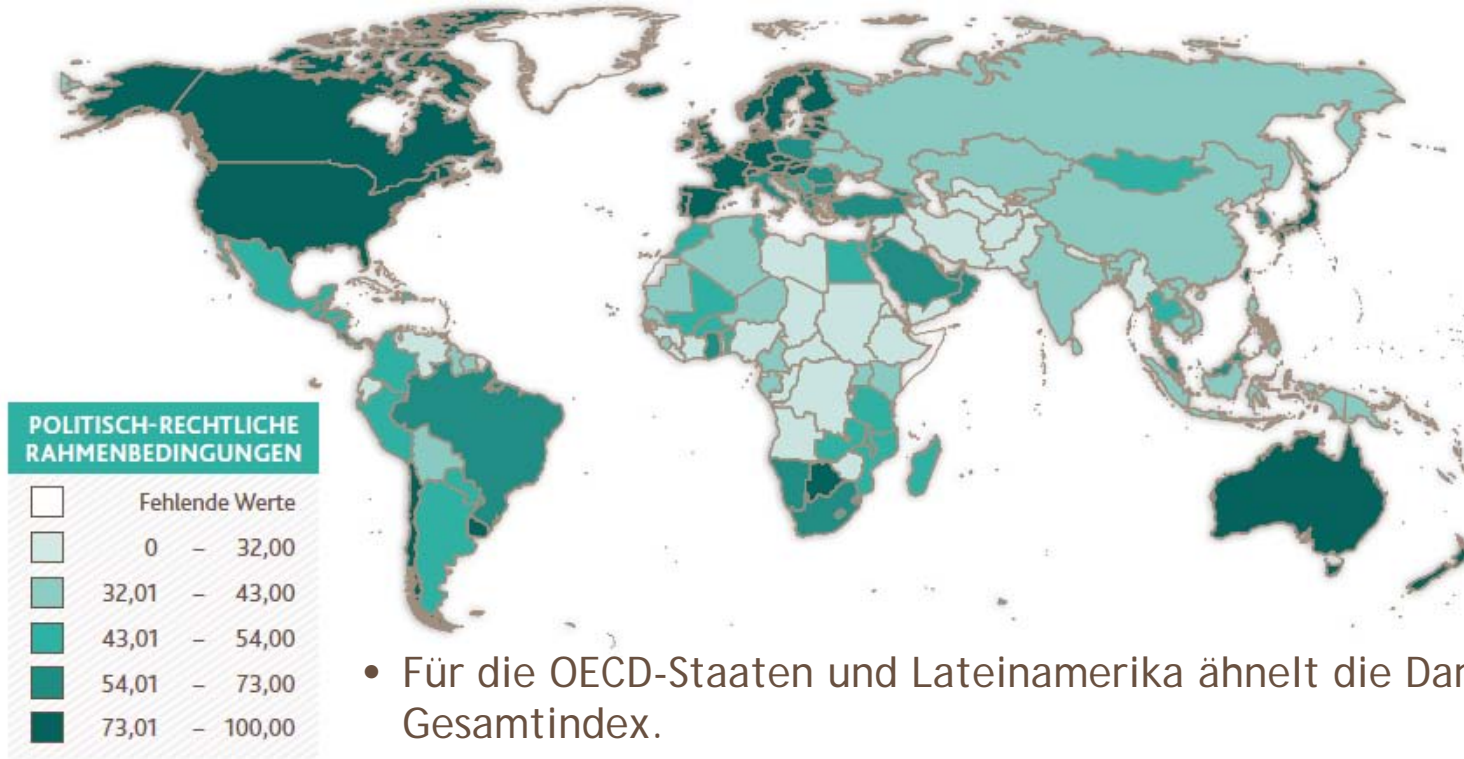 POLITISCH-RECHTLICHE
RAHMENBEDINGUNGEN
Fehlende Werte
0 – 32,00
32,01 – 43,00
43,01 – 54,00
54,01 – 73,00
73,01 – 100,00
• Für die OECD-Staaten und Lateinamerika ähnelt die
Gesamtindex.